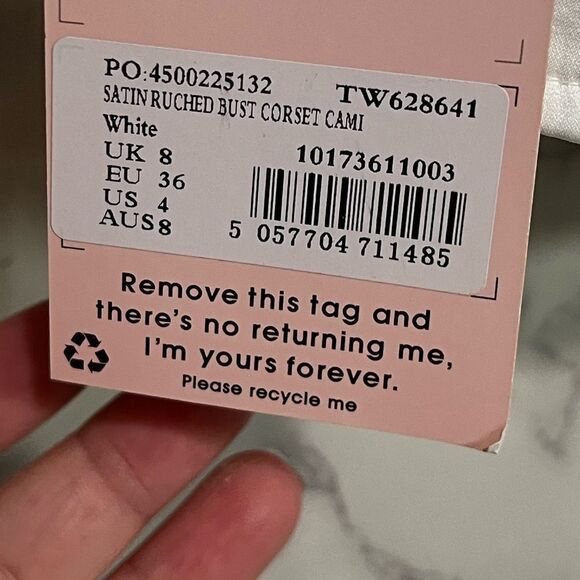 PO:4500225132 TW628641
SATIN RUCHED BUST CORSET CAMI
White
UK 8 10173611003
EU 36
US 4
AUS8
5 057704 711485
Remove this tag and
there's no returning me,
I'm yours forever.
Please recycle me